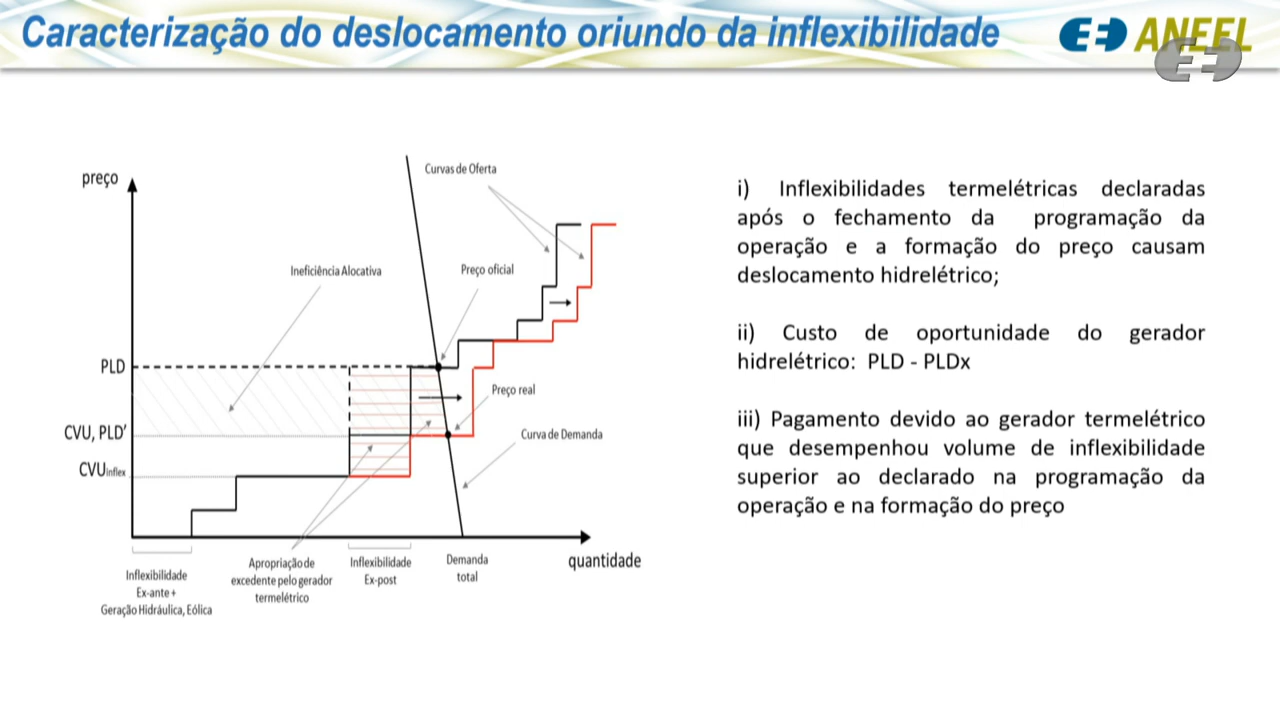 Caracterização do deslocamento oriundo da inflexibilidade
ANEEL
preço
Curvas de Oferta
Ineficiência Alocativa
Preço oficial
PLD
Preço real
CVU, PLD'
Curva de Demanda
CVUinflex
quantidade
Inflexibilidade
Ex-ante +
Geração Hidráulica, Eólica
Apropriação de
excedente pelo gerador
termelétrico
Inflexibilidade
Ex-post
Demanda
total
i) Inflexibilidades termelétricas declaradas
após o fechamento da programação da
operação e a formação do preço causam
deslocamento hidrelétrico;
ii) Custo de oportunidade do gerador
hidrelétrico: PLD - PLDx
iii) Pagamento devido ao gerador termelétrico
que desempenhou volume de inflexibilidade
superior ao declarado na programação da
operação e na formação do preço